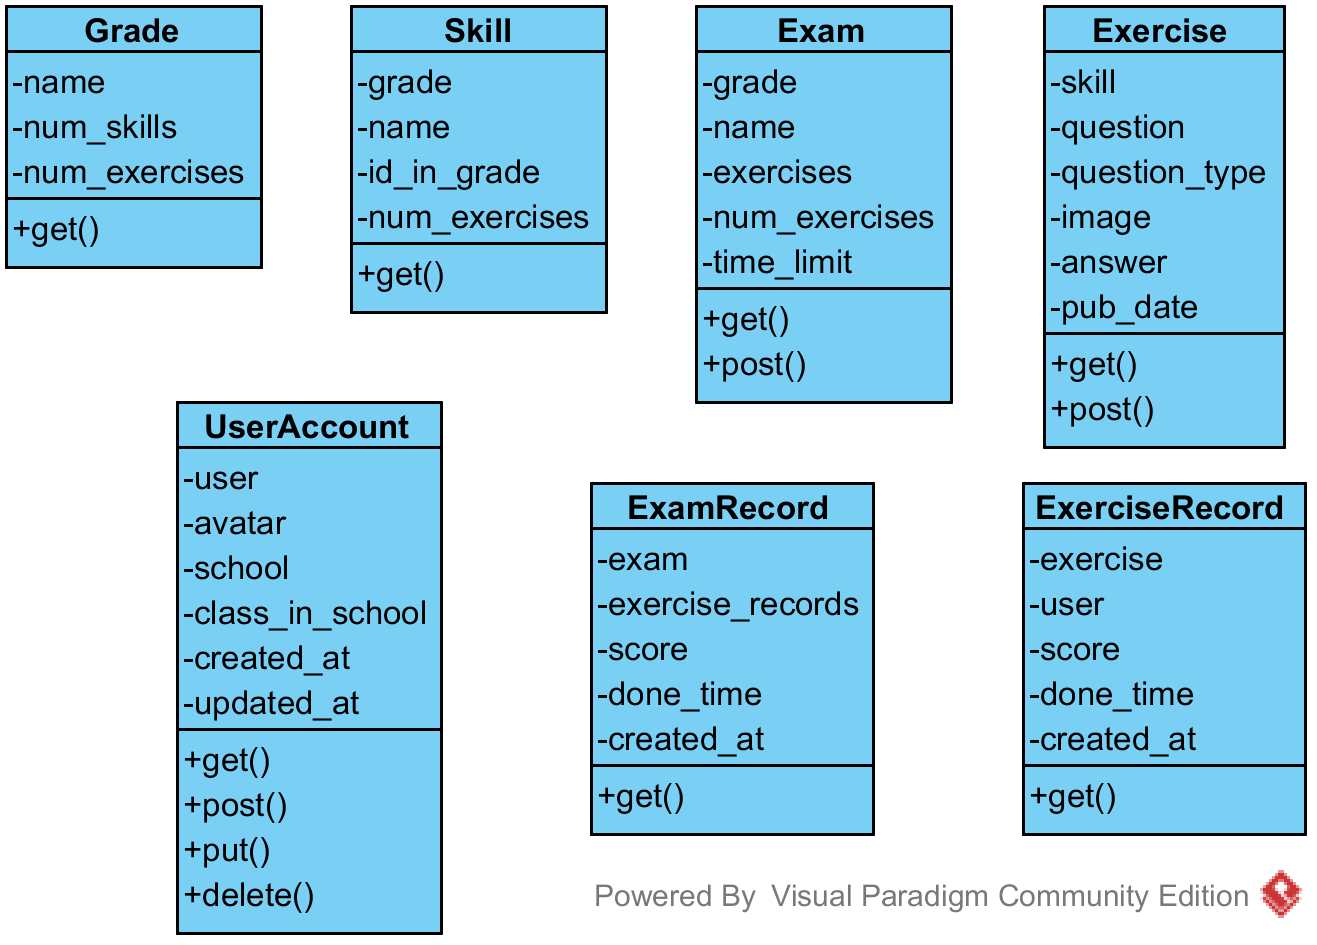 Grade
-name
-num_skills
-num_exercises
+get()
Skill
-grade
-name
-id_in_grade
-num_exercises
+get()
Exam
-grade
-name
-exercises
-num_exercises
-time_limit
+get()
+post()
Exercise
-skill
-question
-question_type
-image
-answer
-pub_date
+get()
+post()
UserAccount
-user
-avatar
-school
-class_in_school
-created_at
-updated_at
+get()
+post()
+put()
+delete()
ExamRecord
-exam
-exercise_records
-score
-done_time
-created_at
+get()
ExerciseRecord
-exercise
-user
-score
-done_time
-created_at
+get()
Powered By Visual Paradigm Community Edition